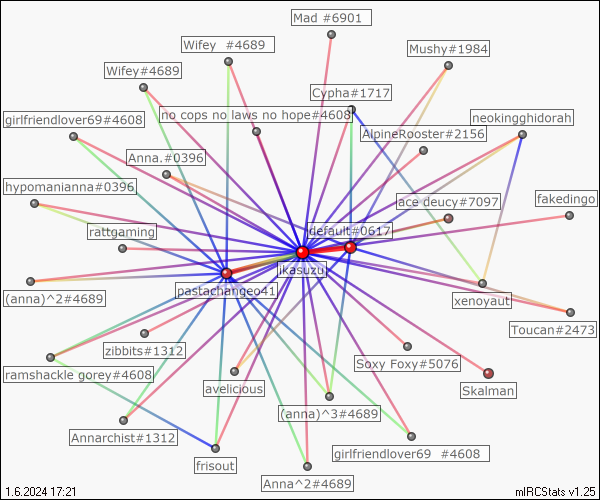 Mad #6901
Wifey #4689
Mushy#1984
Wifey#4689
Cypha#1717
girlfriendlover69#4608
no cops no laws no hope#4608
neokingghidorah
AlpineRooster#2156
Anna.#0396
hypomanianna#0396
ace deucy#7097
fakedingo
rattgaming
default#0617
ikasuzu
pastachangeo41
(anna)^2#4689
xenoyaut
Toucan#2473
zibbits#1312
Soxy Foxy#5076
ramshackle gorey#4608
avelicious
Skalman
(anna)^3#4689
Annarchist#1312
girlfriendlover69 #4608
frisout
Anna^2#4689
1.6.2024 17:21
mIRCStats v1.25